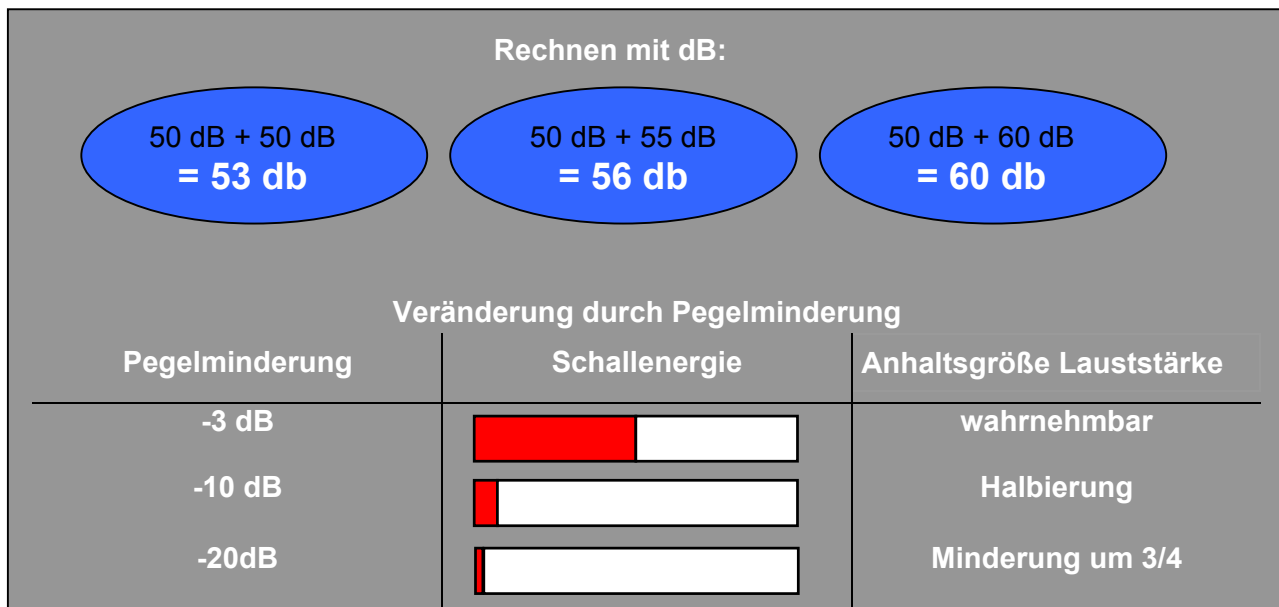 Rechnen mit dB:
50 dB + 50 dB
= 53 db
50 dB + 55 dB
= 56 db
50 dB + 60 dB
= 60 db
Veränderung durch Pegelminderung
Pegelminderung Schallenergie Anhaltsgröße Lauststärke
-3 dB wahrnehmbar
-10 dB Halbierung
-20dB Minderung um 3/4